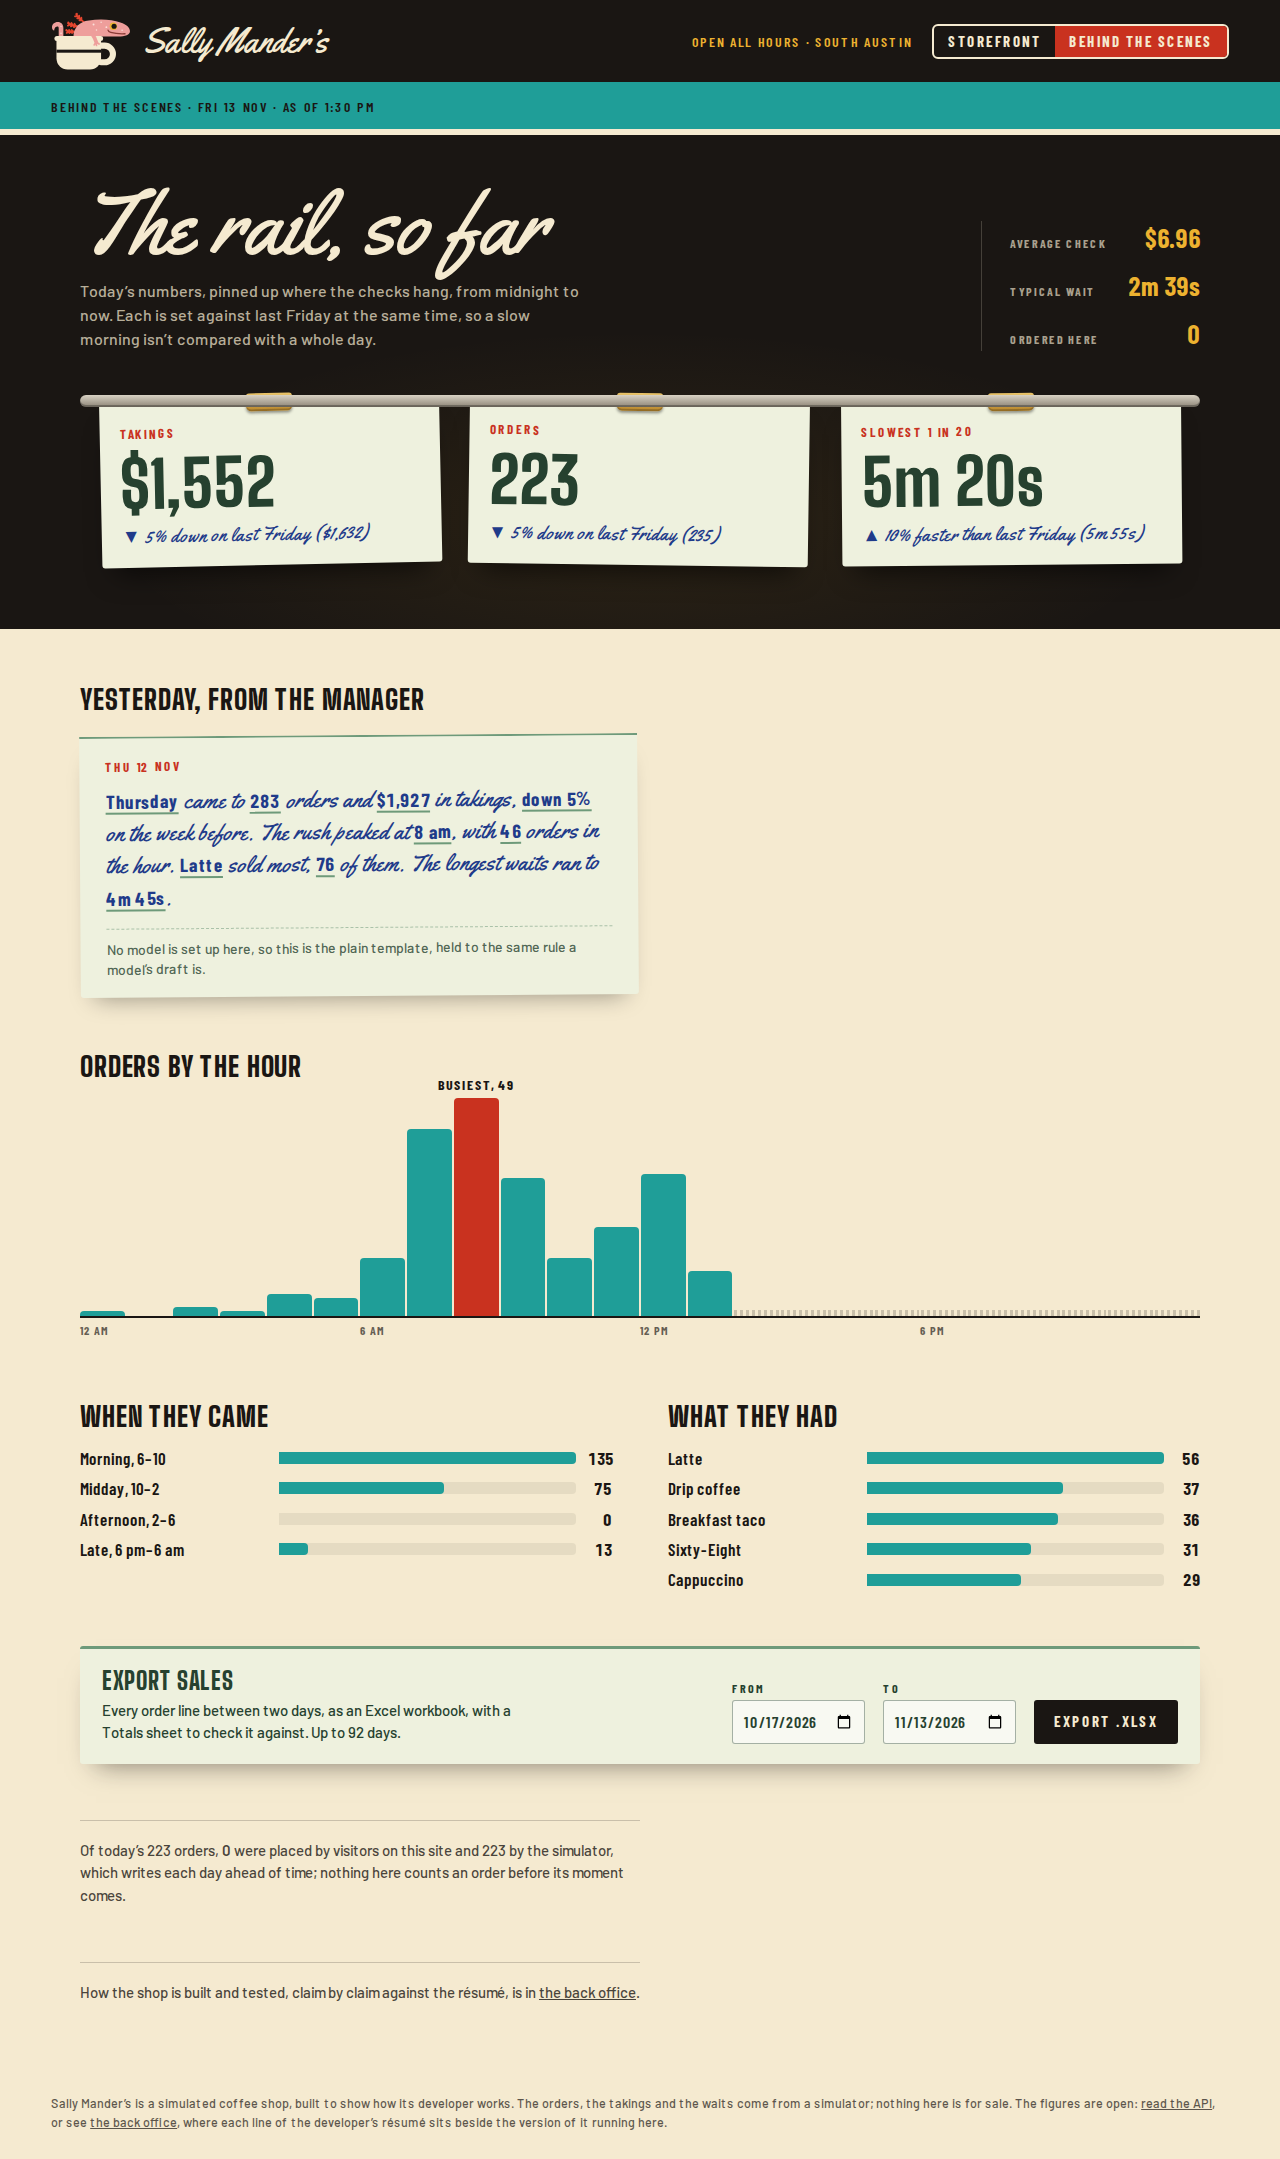 Sally Mander's
OPEN ALL HOURS · SOUTH AUSTIN
STOREFRONT
BEHIND THE SCENES
BEHIND THE SCENES · FRI 13 NOV · AS OF 1:30 PM
The rail, so far
Today's numbers, pinned up where the checks hang, from midnight to
now. Each is set against last Friday at the same time, so a slow
morning isn't compared with a whole day.
AVERAGE CHECK $6.96
TYPICAL WAIT 2m 39s
ORDERED HERE 0
TAKINGS
$1,552
▼ 5% down on last Friday ($1,632)
ORDERS
223
▼ 5% down on last Friday (235)
SLOWEST 1 IN 20
5m 20s
▲ 10% faster than last Friday (5m 55s)
YESTERDAY, FROM THE MANAGER
THU 12 NOV
Thursday came to 283 orders and $1,927 in takings, down 5%
on the week before. The rush peaked at 8 am, with 46 orders in
the hour. Latte sold most, 76 of them. The longest waits ran to
4m 45s.
No model is set up here, so this is the plain template, held to the same rule a
model's draft is.
ORDERS BY THE HOUR
BUSIEST, 49
12 AM
6 AM
12 PM
6 PM
WHEN THEY CAME
Morning, 6–10 135
Midday, 10–2 75
Afternoon, 2–6 0
Late, 6 pm–6 am 13
WHAT THEY HAD
Latte 56
Drip coffee 37
Breakfast taco 36
Sixty-Eight 31
Cappuccino 29
EXPORT SALES
Every order line between two days, as an Excel workbook, with a
Totals sheet to check it against. Up to 92 days.
FROM
10/17/2026
TO
11/13/2026
EXPORT .XLSX
Of today's 223 orders, 0 were placed by visitors on this site and 223 by the simulator,
which writes each day ahead of time; nothing here counts an order before its moment
comes.
How the shop is built and tested, claim by claim against the résumé, is in the back office.
Sally Mander's is a simulated coffee shop, built to show how its developer works. The orders, the takings and the waits come from a simulator; nothing here is for sale. The figures are open: read the API,
or see the back office, where each line of the developer's résumé sits beside the version of it running here.